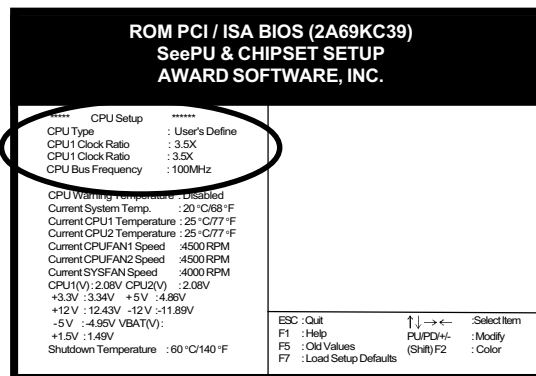 ROM PCI / ISA BIOS (2A69KC39)
SeePU & CHIPSET SETUP
AWARD SOFTWARE, INC.
***** CPU Setup ******
CPU Type : User's Define
CPU1 Clock Ratio : 3.5X
CPU1 Clock Ratio : 3.5X
CPU Bus Frequency : 100MHz
CPU Warning Temperature : Disabled
Current System Temp. : 20 °C/68 °F
Current CPU1 Temperature : 25 °C/77 °F
Current CPU2 Temperature : 25 °C/77 °F
Current CPUFAN1 Speed :4500 RPM
Current CPUFAN2 Speed :4500 RPM
Current SYSFAN Speed :4000 RPM
CPU1(V) : 2.08V CPU2(V) : 2.08V
+3.3V : 3.34V +5 V : 4.86V
+12 V : 12.43V -12 V :-11.89V
-5 V : -4.95V VBAT(V) :
+1.5V : 1.49V
Shutdown Temperature : 60 °C/140 °F
ESC : Quit ↑↓→← :Select Item
F1 : Help PU/PD/+/- : Modify
F5 : Old Values (Shift) F2 : Color
F7 : Load Setup Defaults